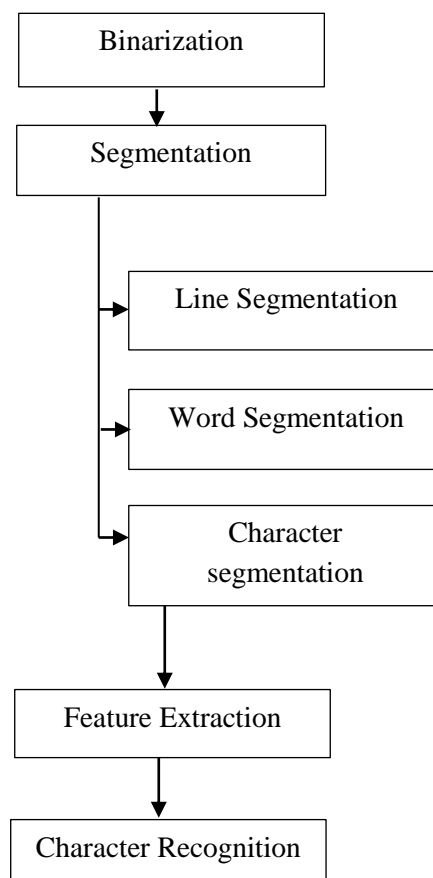 Binarization
Segmentation
Line Segmentation
Word Segmentation
Character
segmentation
Feature Extraction
Character Recognition